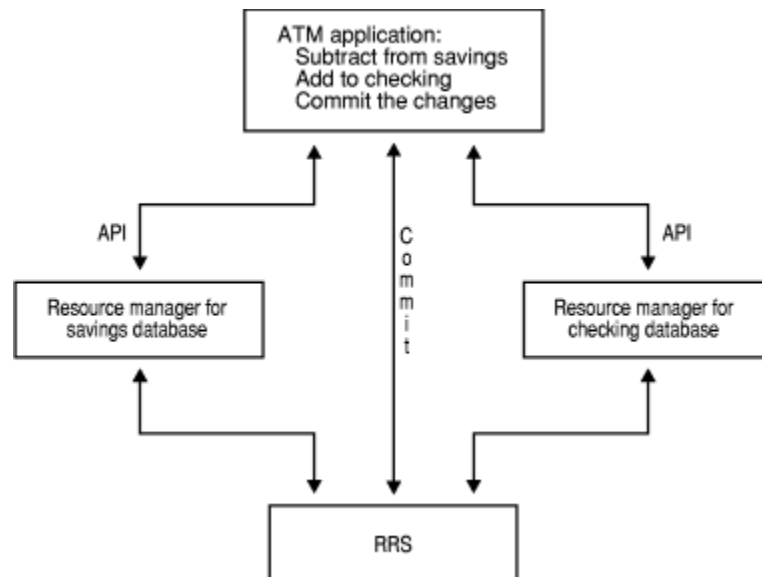 ATM application:
Subtract from savings
Add to checking
Commit the changes
API
Commit
API
Resource manager for
savings database
Resource manager for
checking database
RRS